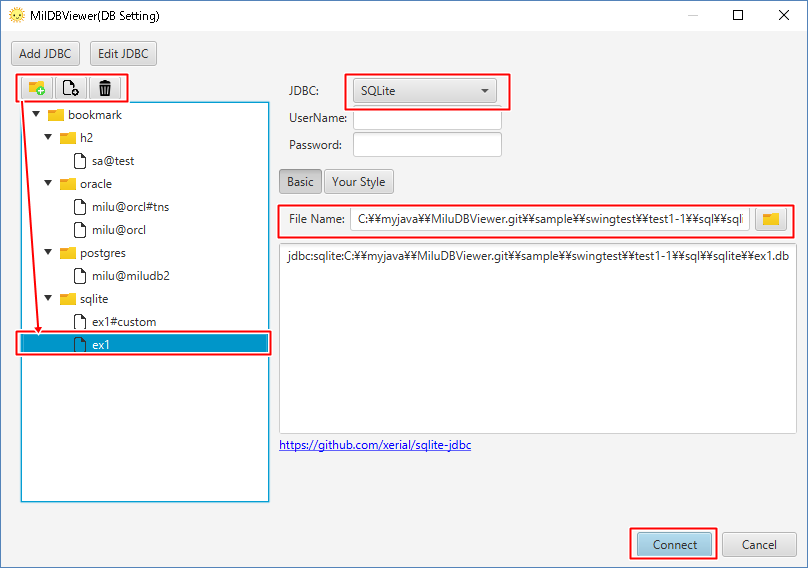 MilDBViewer(DB Setting)
Add JDBC Edit JDBC
bookmark
h2
sa@test
oracle
milu@orcl#tns
milu@orcl
postgres
milu@miludb2
sqlite
ex1#custom
ex1
JDBC: SQLite
UserName:
Password:
Basic Your Style
File Name: C:¥¥myjava¥¥MiluDBViewer.git¥¥sample¥¥swingtest¥¥test1-1¥¥sql¥¥sqli
jdbc:sqlite:C:¥¥myjava¥¥MiluDBViewer.git¥¥sample¥¥swingtest¥¥test1-1¥¥sql¥¥sqlite¥¥ex1.db
https://github.com/xerial/sqlite-jdbc
Connect Cancel